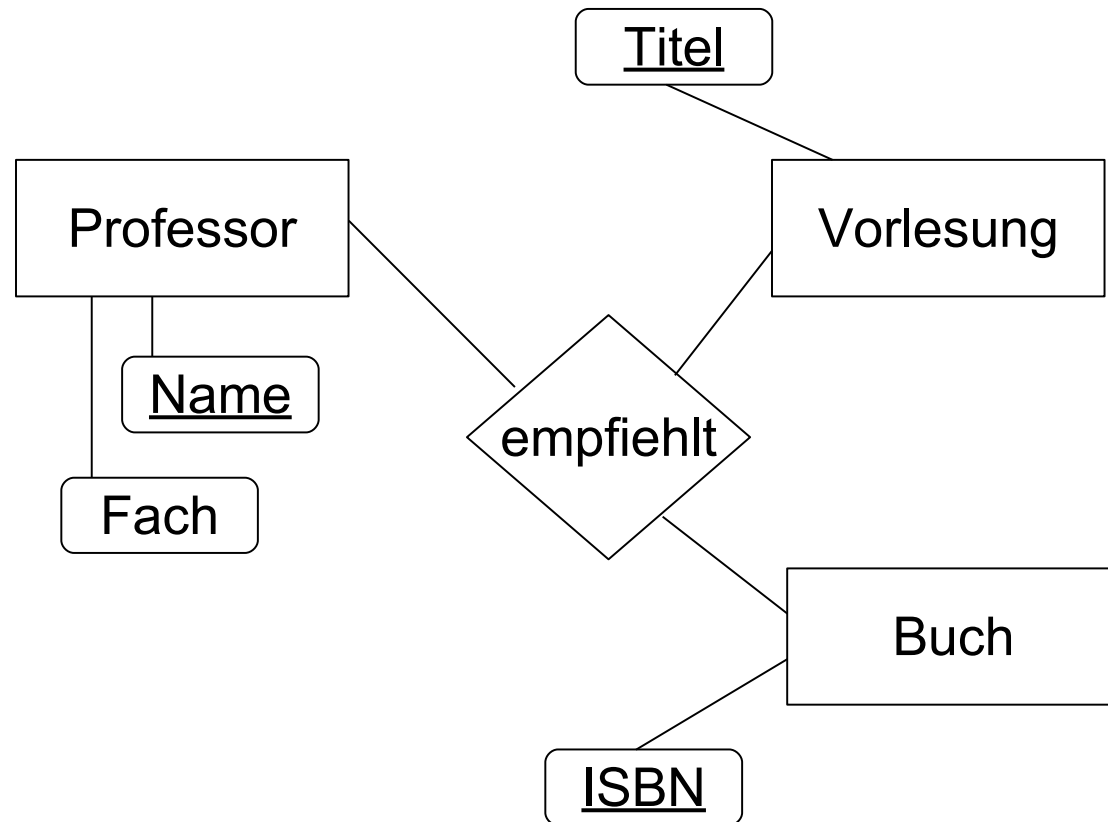 Titel
Professor
Vorlesung
Name
empfiehlt
Fach
Buch
ISBN